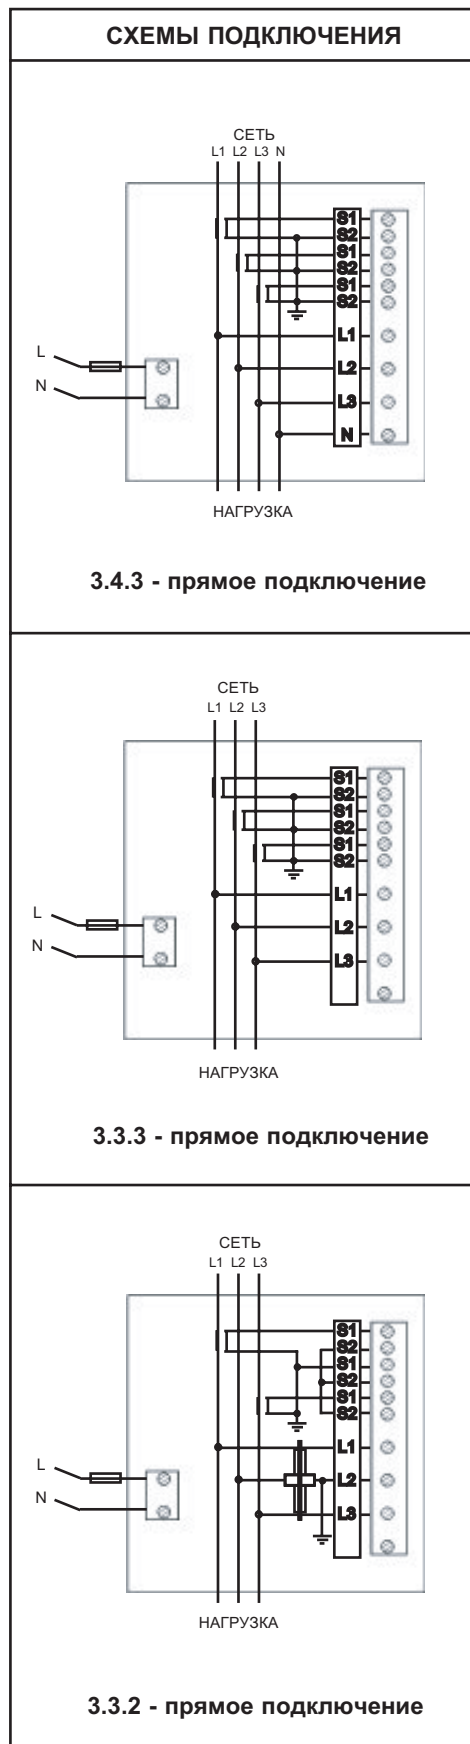 СХЕМЫ ПОДКЛЮЧЕНИЯ
СЕТЬ
L1 L2 L3 N
S1
S2
S1
S2
S1
S2
L1
L
L2
N
L3
N
НАГРУЗКА
3.4.3 - прямое подключение
СЕТЬ
L1 L2 L3
S1
S2
S1
S2
S1
S2
L1
L
L2
N
L3
НАГРУЗКА
3.3.3 - прямое подключение
СЕТЬ
L1 L2 L3
S1
S2
S1
S2
S1
S2
L1
L
L2
N
L3
НАГРУЗКА
3.3.2 - прямое подключение